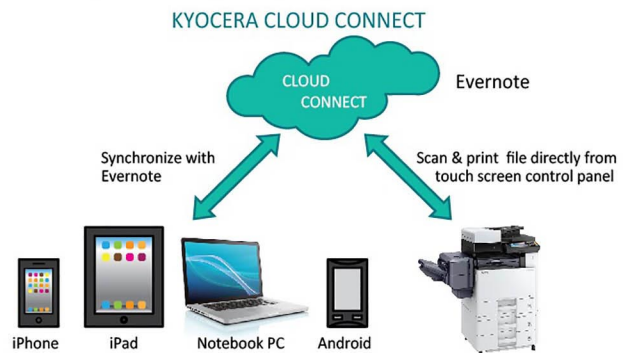 KYOCERA CLOUD CONNECT
CLOUD
CONNECT
Evernote
Synchronize with
Evernote
Scan & print file directly from
touch screen control panel
iPhone
iPad
Notebook PC
Android